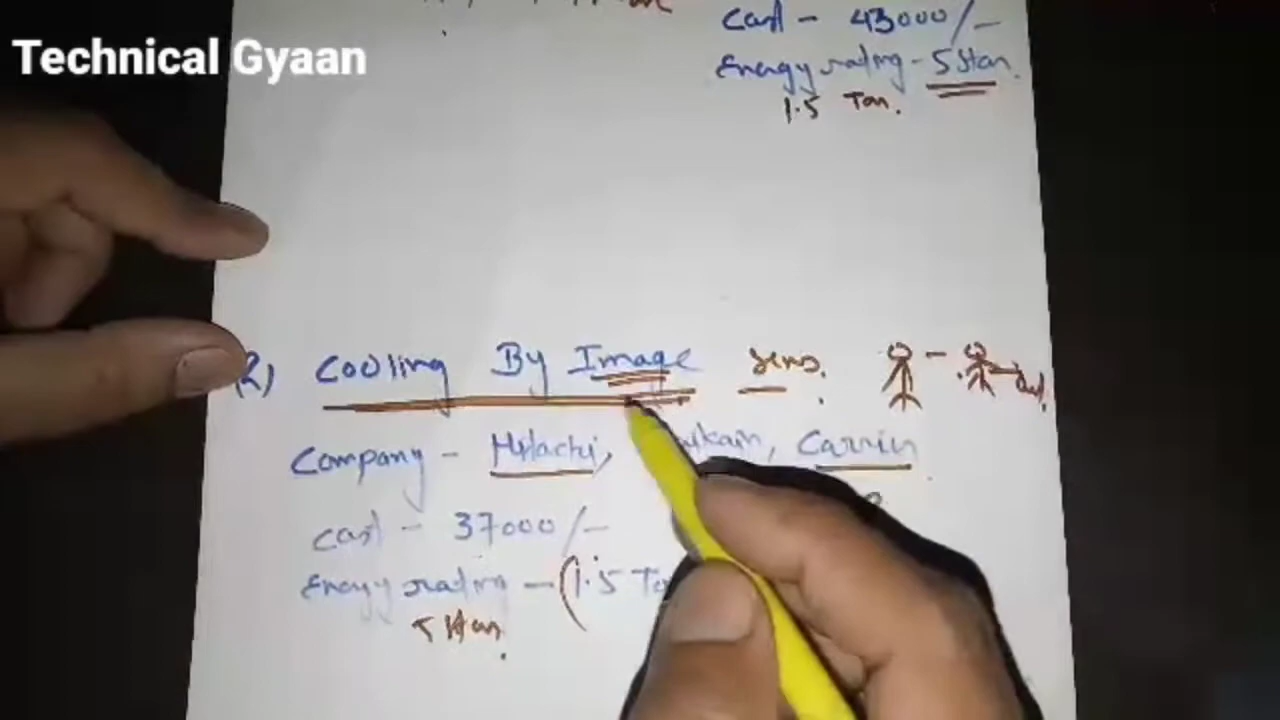 Technical Gyaan
Cost - 43000/-
Energy rating - 5 Star.
1.5 Ton.
(2) Cooling By Image sens.
Company - Hitachi, Carrier
Cost - 37000/-
Energy rating - (1.5
5 Star.